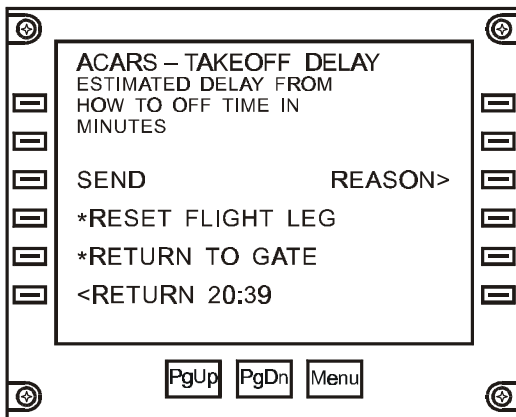 ACARS – TAKEOFF DELAY
ESTIMATED DELAY FROM
HOW TO OFF TIME IN
MINUTES
SEND REASON>
*RESET FLIGHT LEG
*RETURN TO GATE
<RETURN 20:39
PgUp PgDn Menu